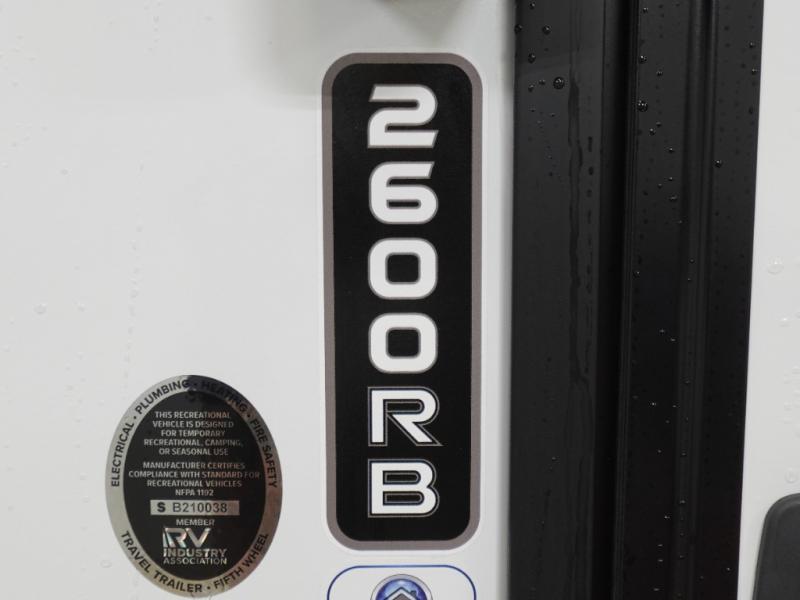 2600RB
ELECTRICAL • PLUMBING • HEATING • FIRE SAFETY
THIS RECREATIONAL
VEHICLE IS DESIGNED
FOR TEMPORARY
RECREATIONAL, CAMPING,
OR SEASONAL USE
MANUFACTURER CERTIFIES
COMPLIANCE WITH STANDARD FOR
RECREATIONAL VEHICLES
NFPA 1192
S B210038
MEMBER
RV
INDUSTRY
ASSOCIATION
TRAVEL TRAILER • FIFTH WHEEL